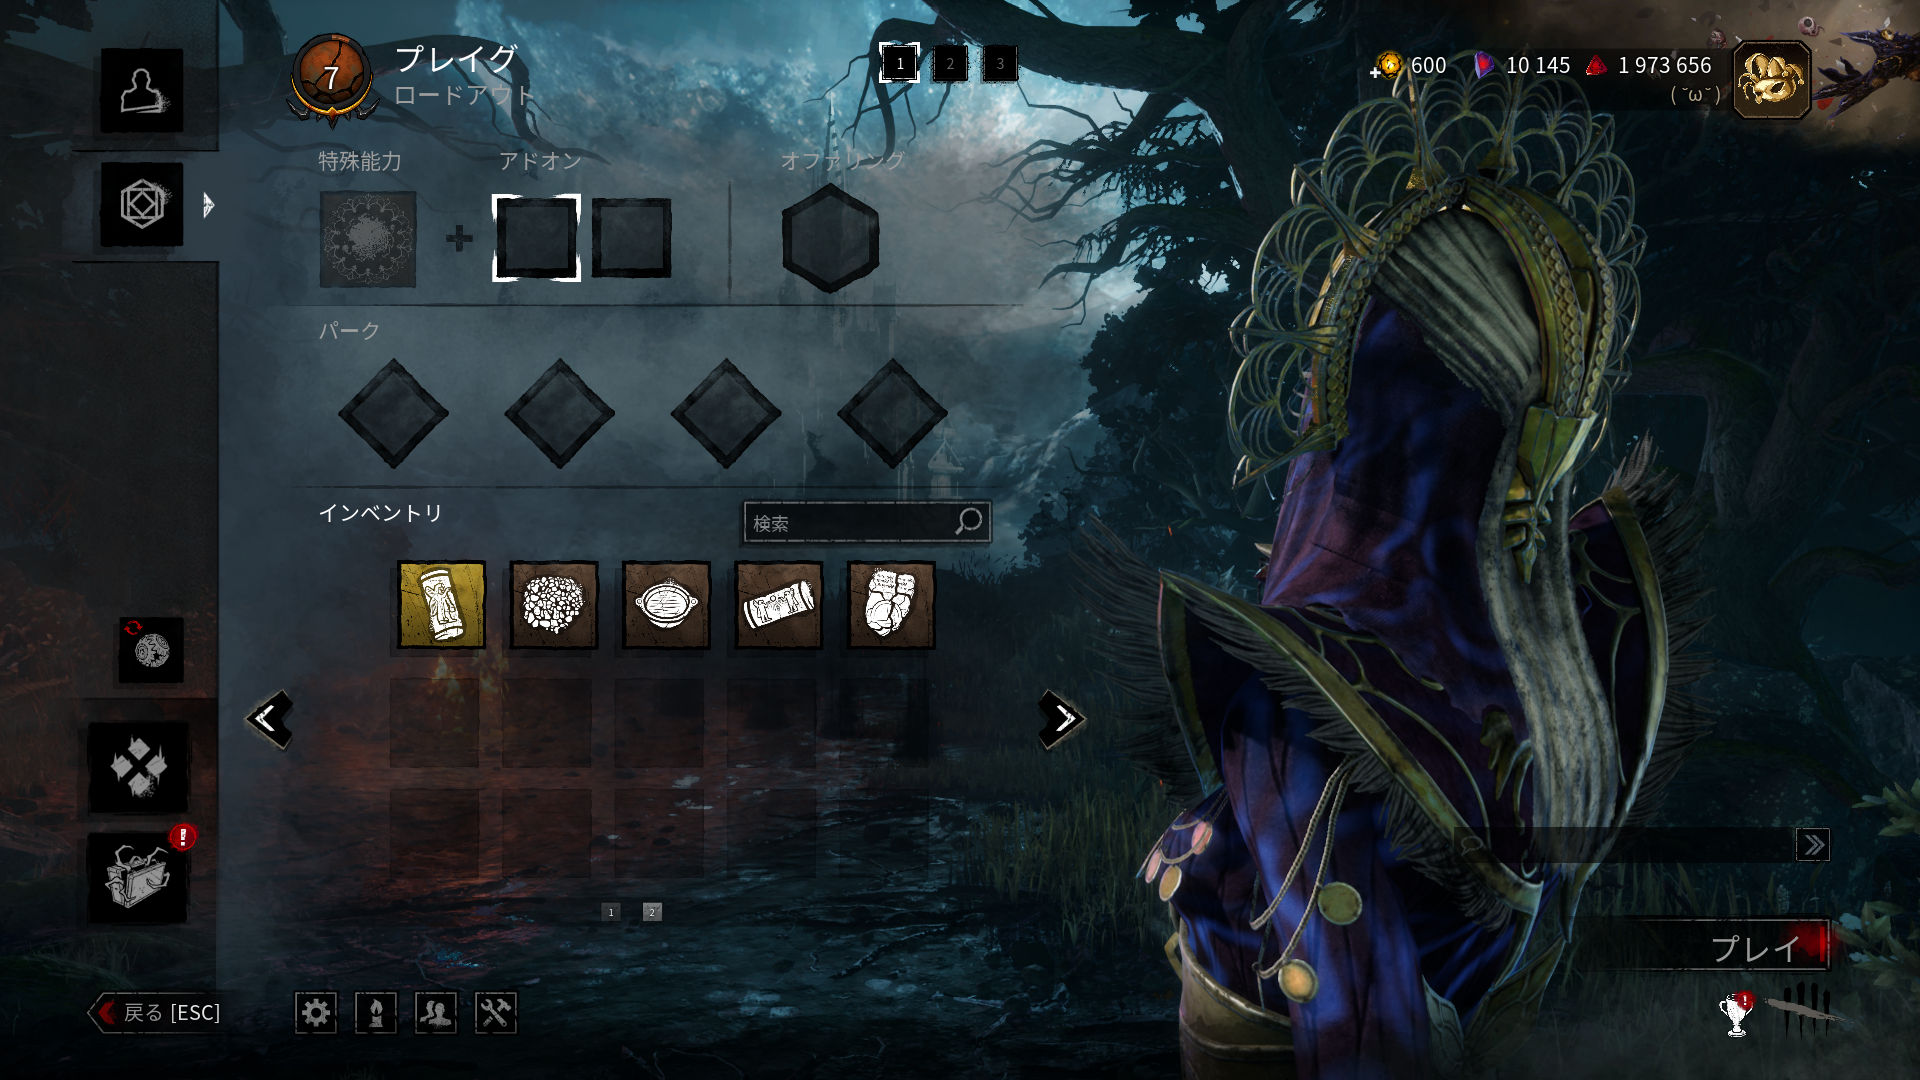 7
プレイグ
ロードアウト
1 2 3
600 10 145 1 973 656
( ˘ω˘ )
特殊能力
アドオン
オファリング
パーク
インベントリ
検索
1 2
プレイ
戻る [ESC]